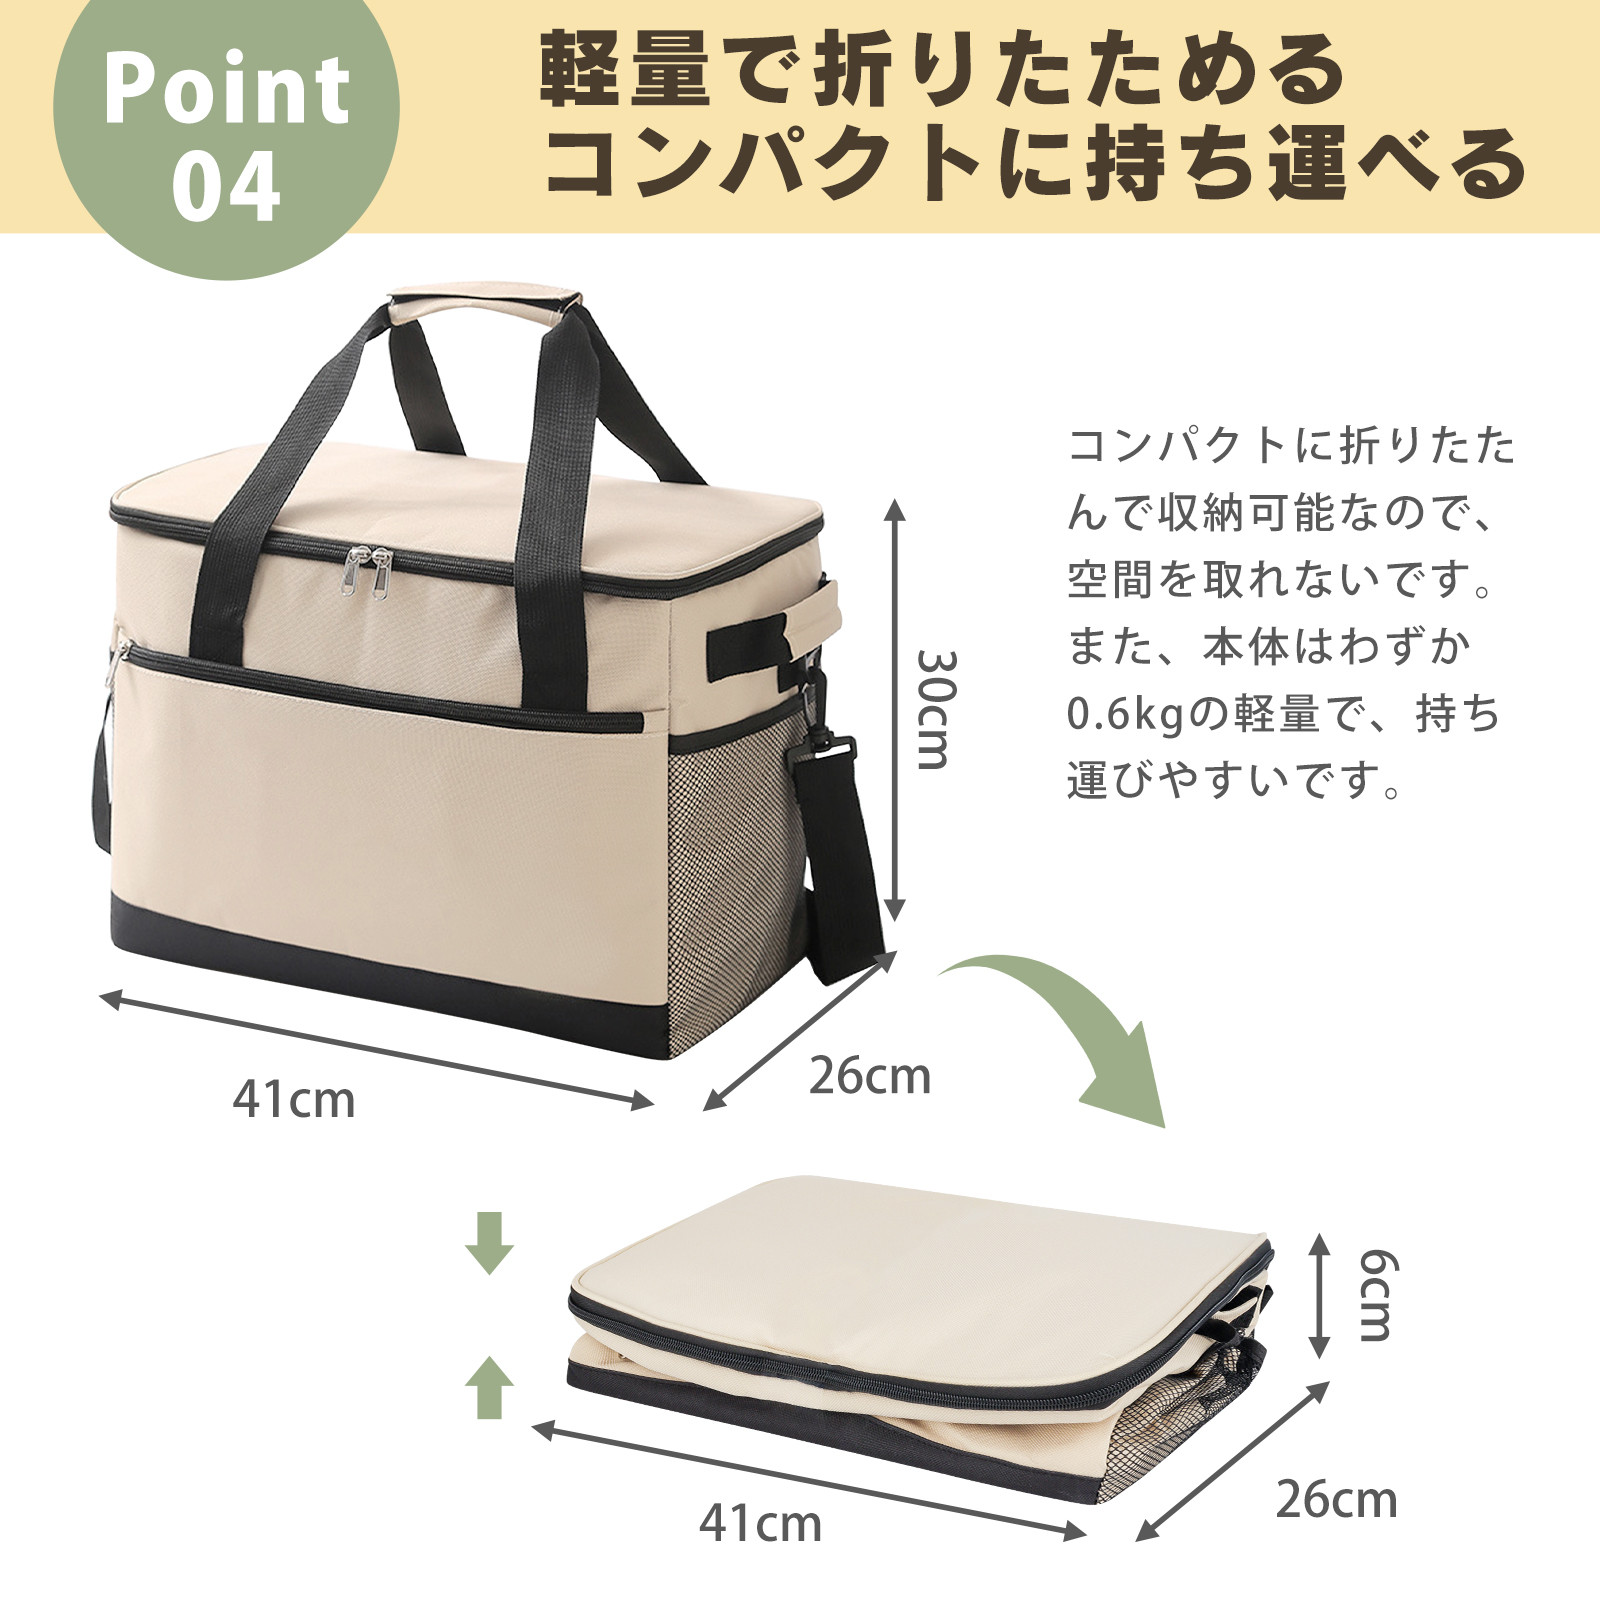 Point
04
軽量で折りたためる
コンパクトに持ち運べる
コンパクトに折りたた
んで収納可能なので、
空間を取れないです。
また、本体はわずか
0.6kgの軽量で、持ち
運びやすいです。
30cm
26cm
41cm
6cm
26cm
41cm